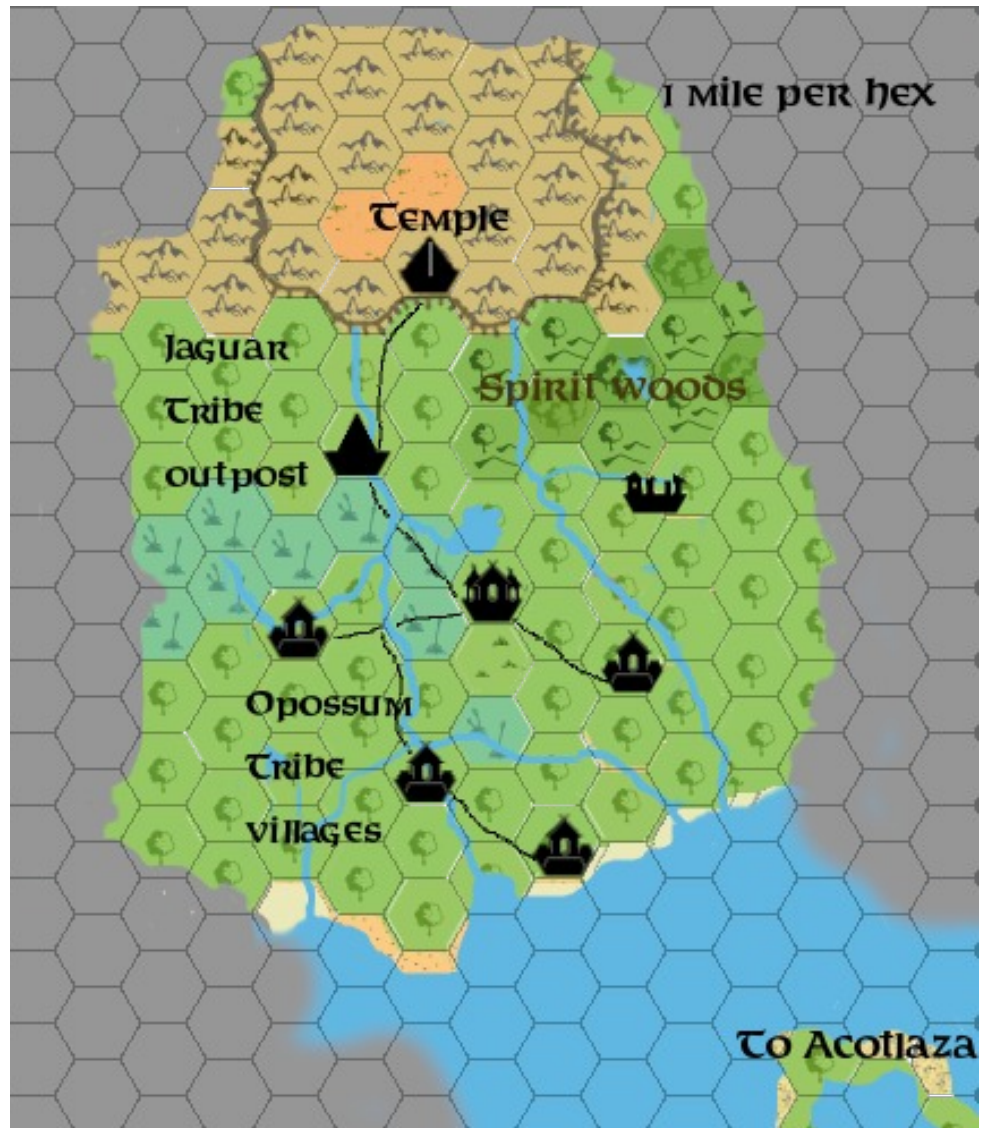 1 Mile per hex
Temple
Jaguar
Tribe
outpost
Spirit woods
Opossum
Tribe
villages
To Acotlaza